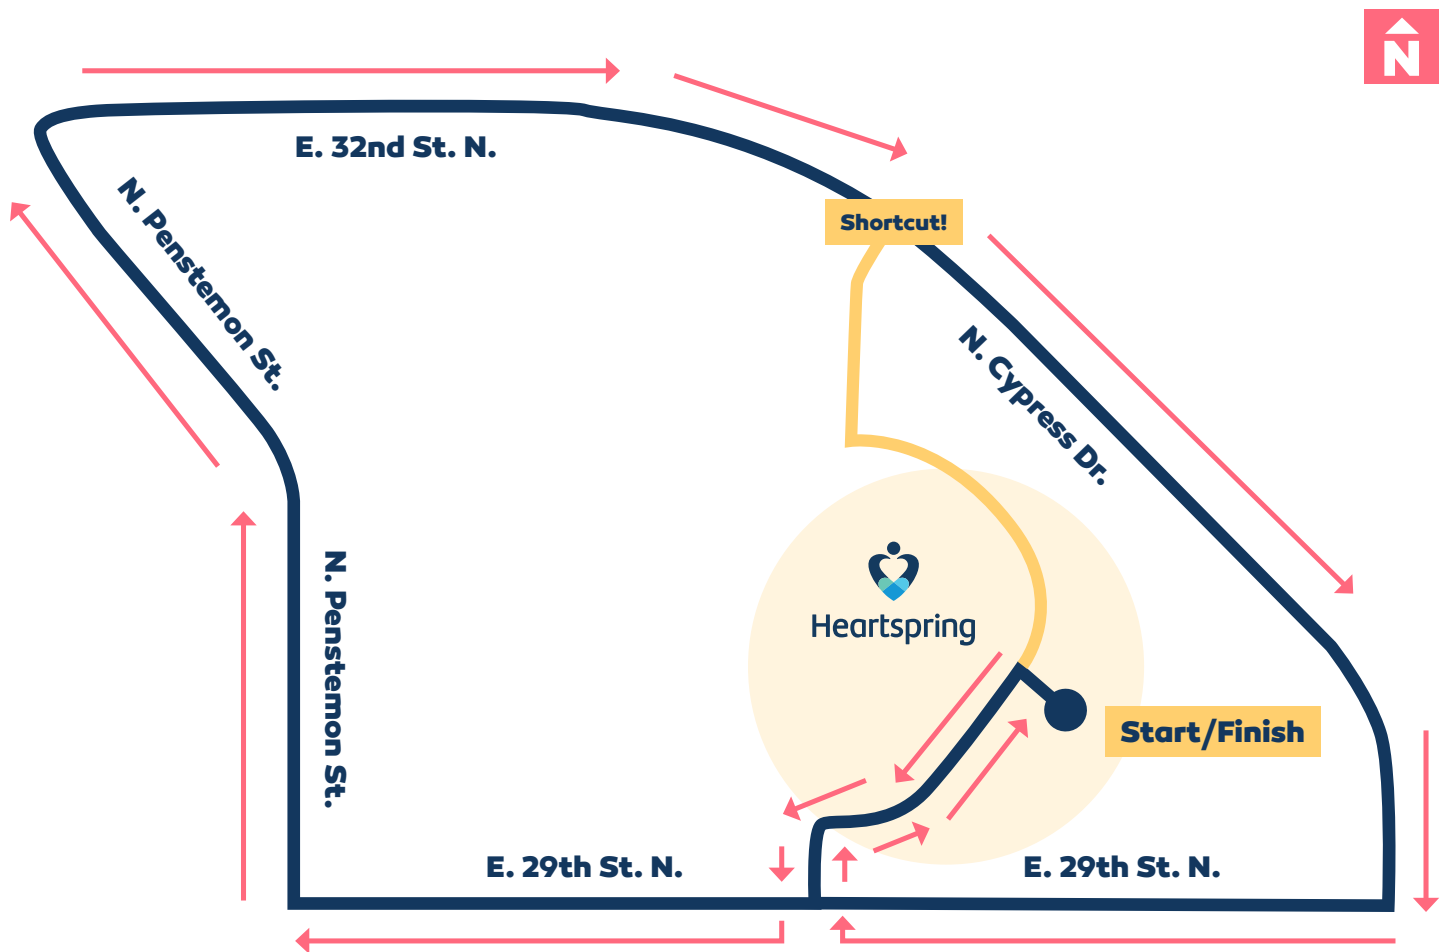 N
E. 32nd St. N.
N. Penstemon St.
Shortcut!
N. Cypress Dr.
N. Penstemon St.
Heartspring
Start/Finish
E. 29th St. N.
E. 29th St. N.